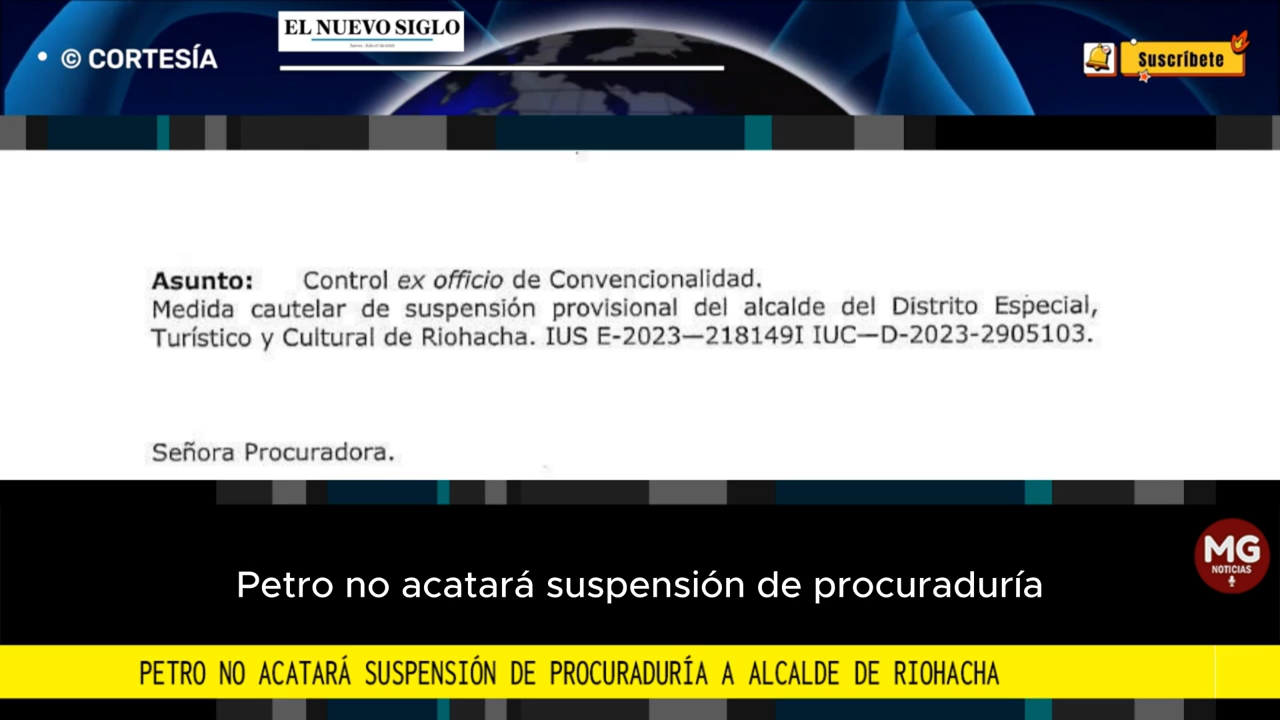 © CORTESÍA
EL NUEVO SIGLO
Suscríbete
Asunto: Control ex officio de Convencionalidad.
Medida cautelar de suspensión provisional del alcalde del Distrito Especial,
Turístico y Cultural de Riohacha. IUS E-2023—218149I IUC—D-2023-2905103.
Señora Procuradora.
MG
NOTICIAS
Petro no acatará suspensión de procuraduría
PETRO NO ACATARÁ SUSPENSIÓN DE PROCURADURÍA A ALCALDE DE RIOHACHA